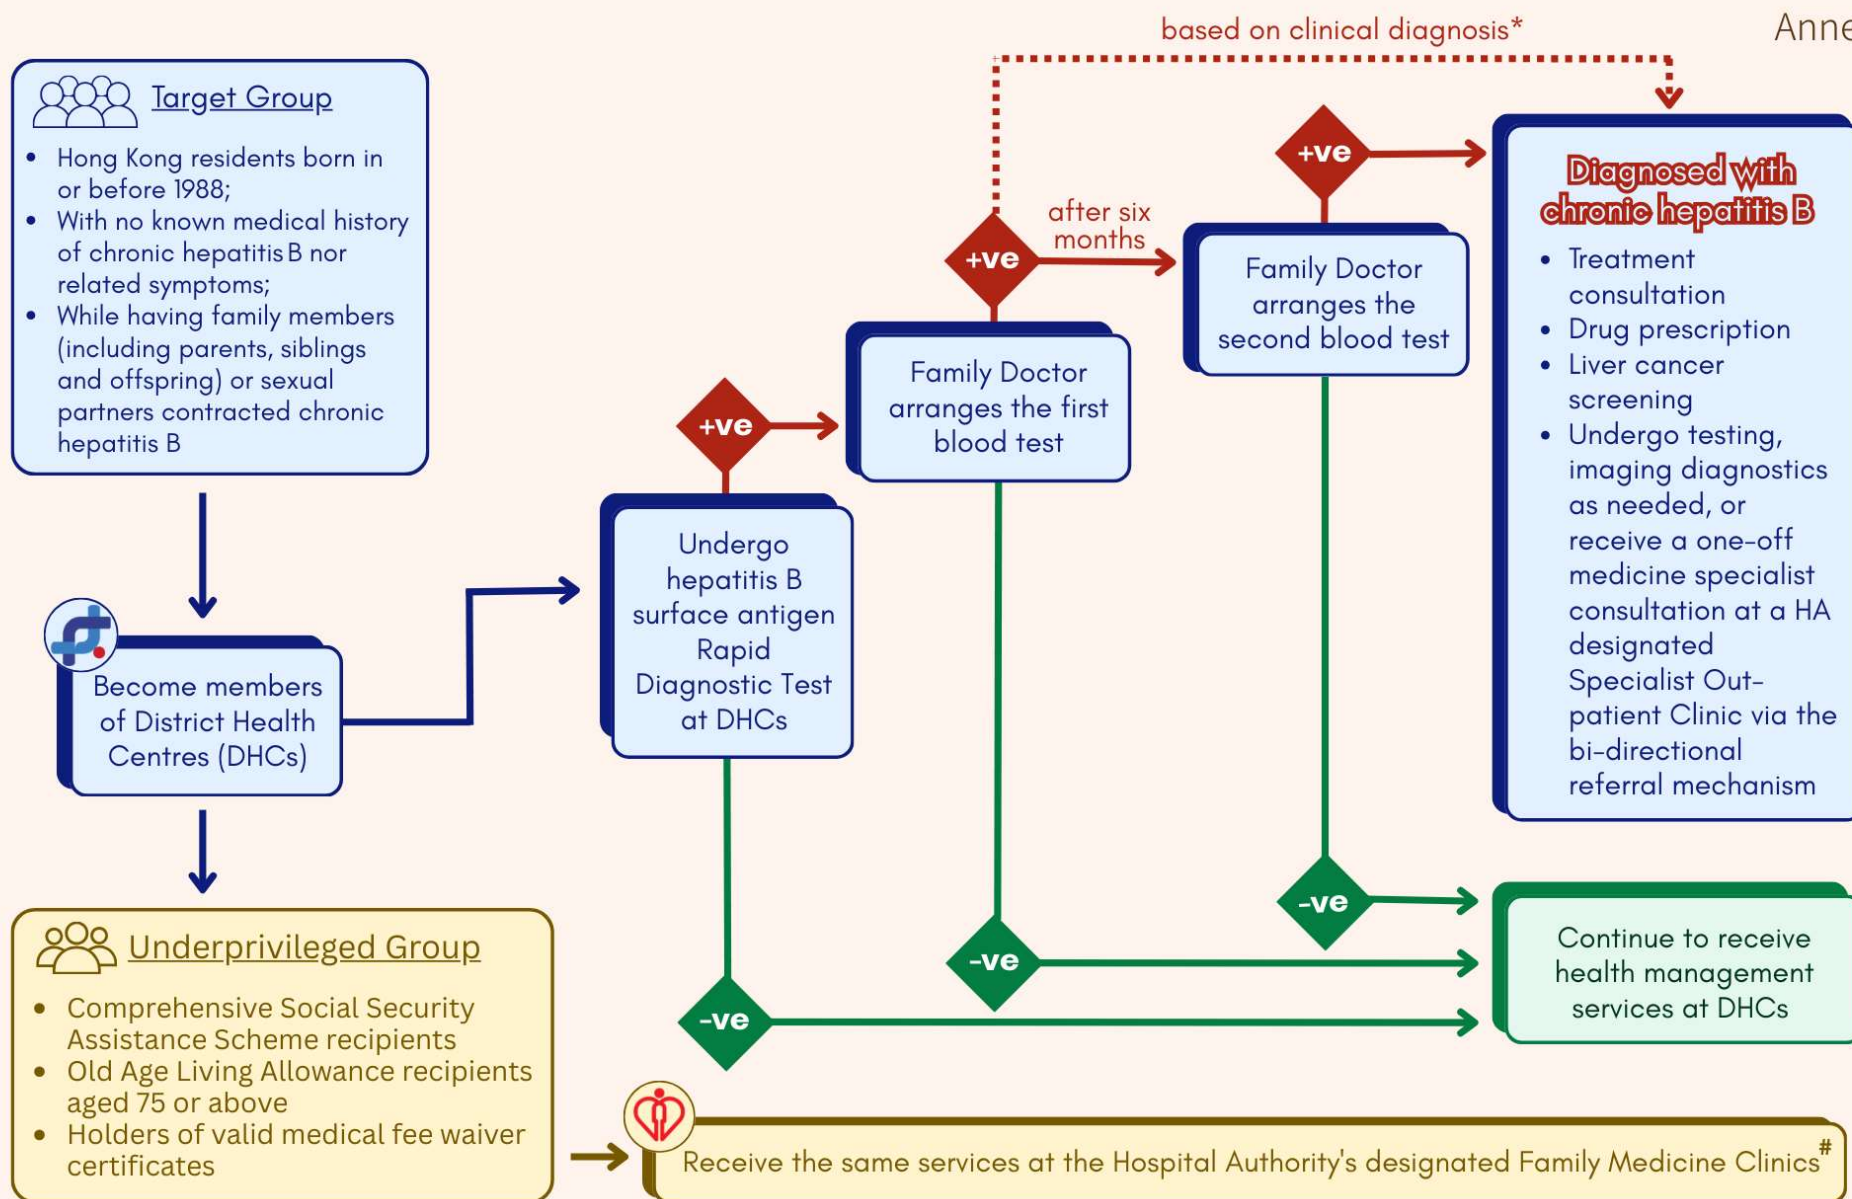 Anne
based on clinical diagnosis*
Target Group
• Hong Kong residents born in
or before 1988;
• With no known medical history
of chronic hepatitis B nor
related symptoms;
• While having family members
(including parents, siblings
and offspring) or sexual
partners contracted chronic
hepatitis B
Become members
of District Health
Centres (DHCs)
Underprivileged Group
• Comprehensive Social Security
Assistance Scheme recipients
• Old Age Living Allowance recipients
aged 75 or above
• Holders of valid medical fee waiver
certificates
+ve
Undergo
hepatitis B
surface antigen
Rapid
Diagnostic Test
at DHCs
-ve
+ve
after six
months
Family Doctor
arranges the first
blood test
-ve
+ve
Family Doctor
arranges the
second blood test
-ve
Diagnosed with
chronic hepatitis B
• Treatment
consultation
• Drug prescription
• Liver cancer
screening
• Undergo testing,
imaging diagnostics
as needed, or
receive a one-off
medicine specialist
consultation at a HA
designated
Specialist Out-
patient Clinic via the
bi-directional
referral mechanism
Continue to receive
health management
services at DHCs
Receive the same services at the Hospital Authority's designated Family Medicine Clinics#